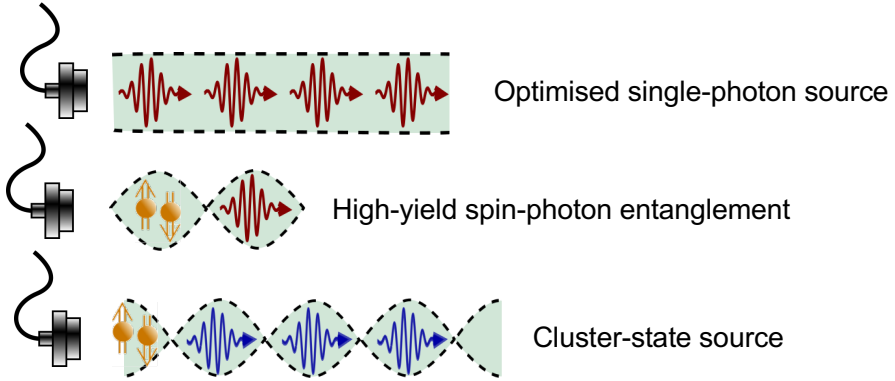 Optimised single-photon source
High-yield spin-photon entanglement
Cluster-state source